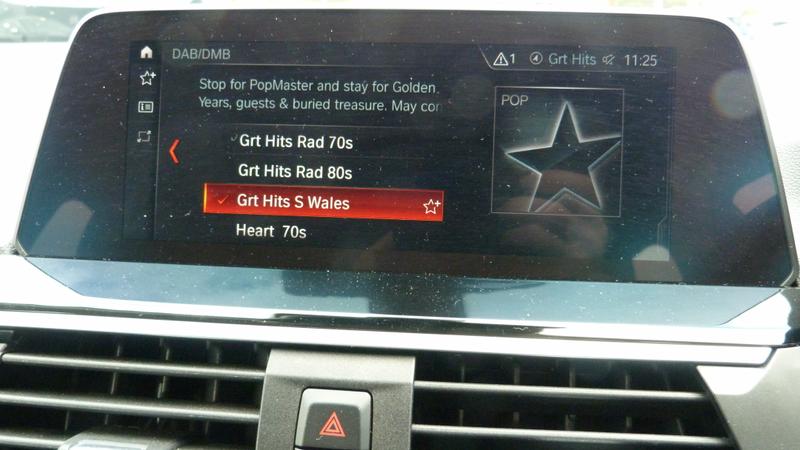 DAB/DMB
1 Grt Hits 11:25
Stop for PopMaster and stay for Golden
Years, guests & buried treasure. May con
POP
Grt Hits Rad 70s
Grt Hits Rad 80s
Grt Hits S Wales
Heart 70s